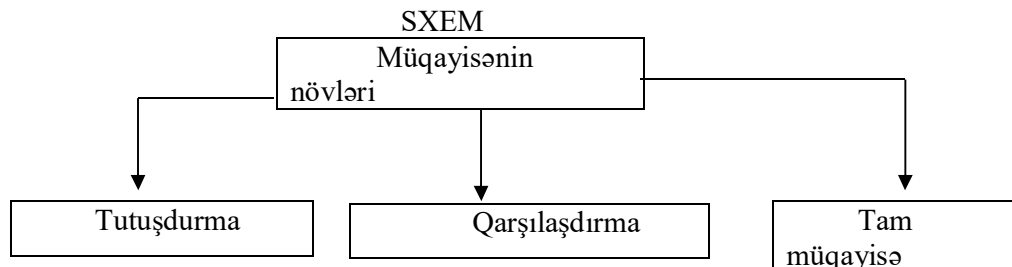 SXEM
Müqayisənin
növləri
Tutuşdurma
Qarşılaşdırma
Tam
müqayisə